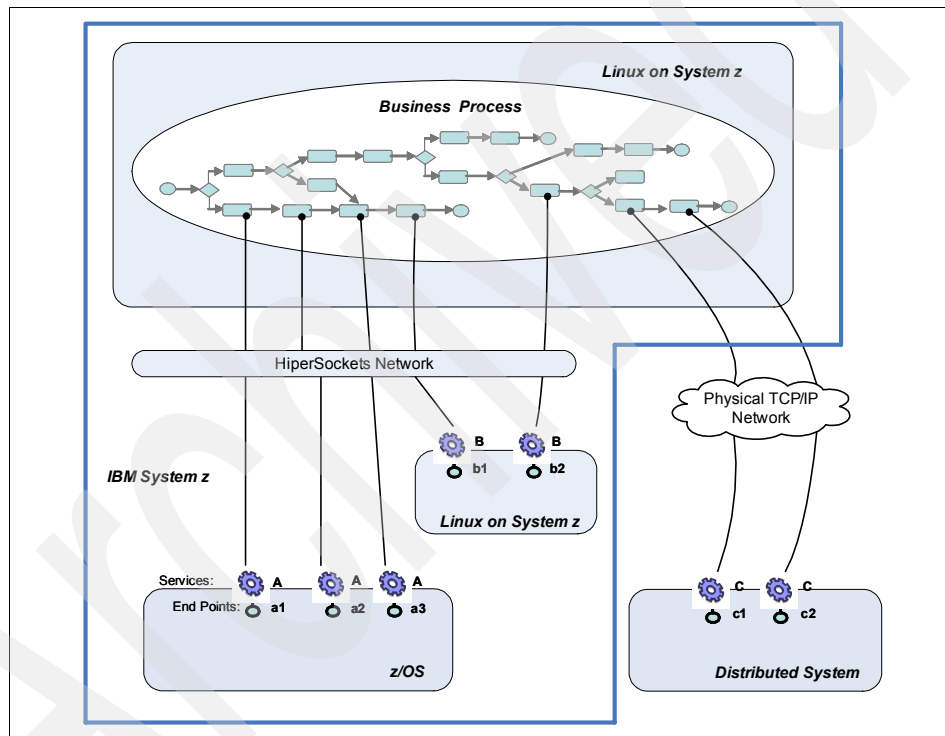 Linux on System z
Business Process
HiperSockets Network
Physical TCP/IP
Network
B
B
b1
b2
IBM System z
Linux on System z
Services:
A
A
A
End Points:
a1
a2
a3
z/OS
C
C
c1
c2
Distributed System
Archived